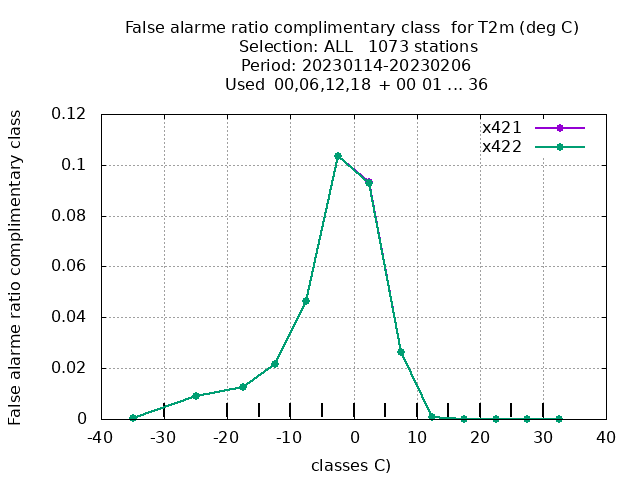 False alarme ratio complimentary class  for T2m (deg C)
Selection: ALL   1073 stations
Period: 20230114-20230206
Used  00,06,12,18  + 00 01 ... 36
False alarme ratio complimentary class
0.12
0.1
0.08
0.06
0.04
0.02
0
x421
x422
-40 -30 -20 -10 0 10 20 30 40
classes C)